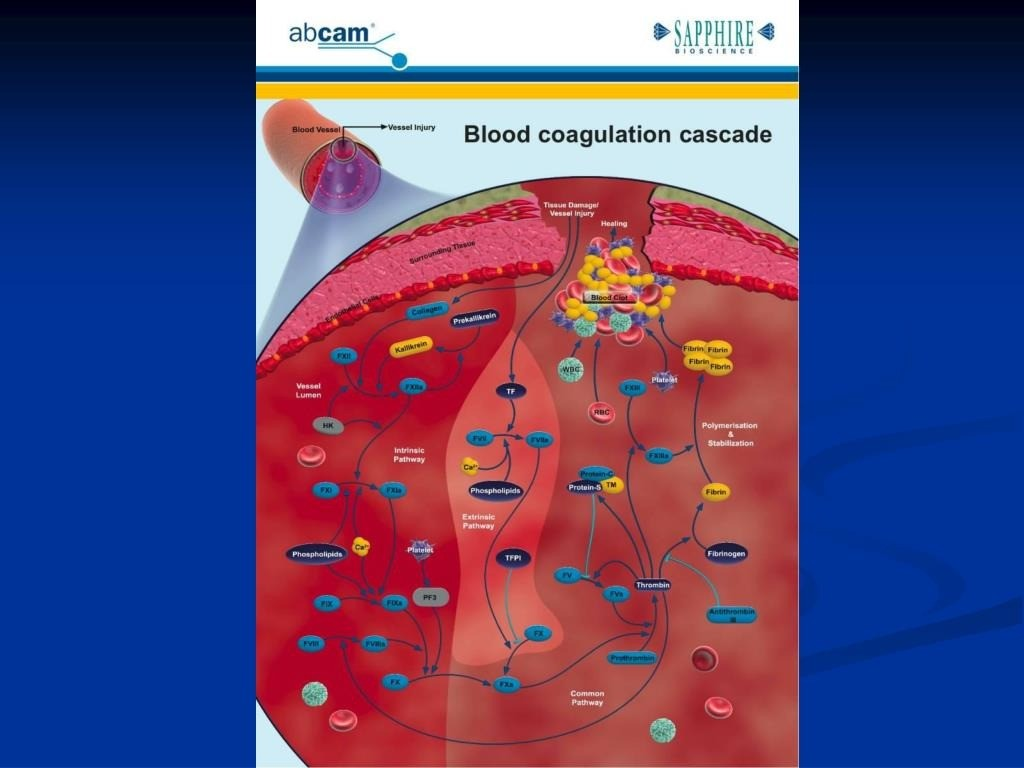 abcam®
SAPPHIRE
BIOSCIENCE
Blood Vessel
Vessel Injury
Blood coagulation cascade
Tissue Damage/
Vessel Injury
Healing
Surrounding Tissue
Endothelial Cells
Blood Clot
Collagen
Prekallikrein
Kallikrein
FXII
FXIIa
Vessel
Lumen
HK
Intrinsic
Pathway
FXI
FXIa
Phospholipids
Ca²⁺
Platelet
PF3
FIX
FIXa
FVIII
FVIIIa
FX
FXa
TF
FVII
FVIIa
Ca²⁺
Phospholipids
Extrinsic
Pathway
TFPI
FX
WBC
RBC
Platelet
FXIII
FXIIIa
Fibrin
Fibrin
Fibrin
Fibrin
Polymerisation
&
Stabilization
Protein-C
Protein-S
TM
Fibrin
Fibrinogen
FV
FVa
Thrombin
Antithrombin
III
Prothrombin
Common
Pathway